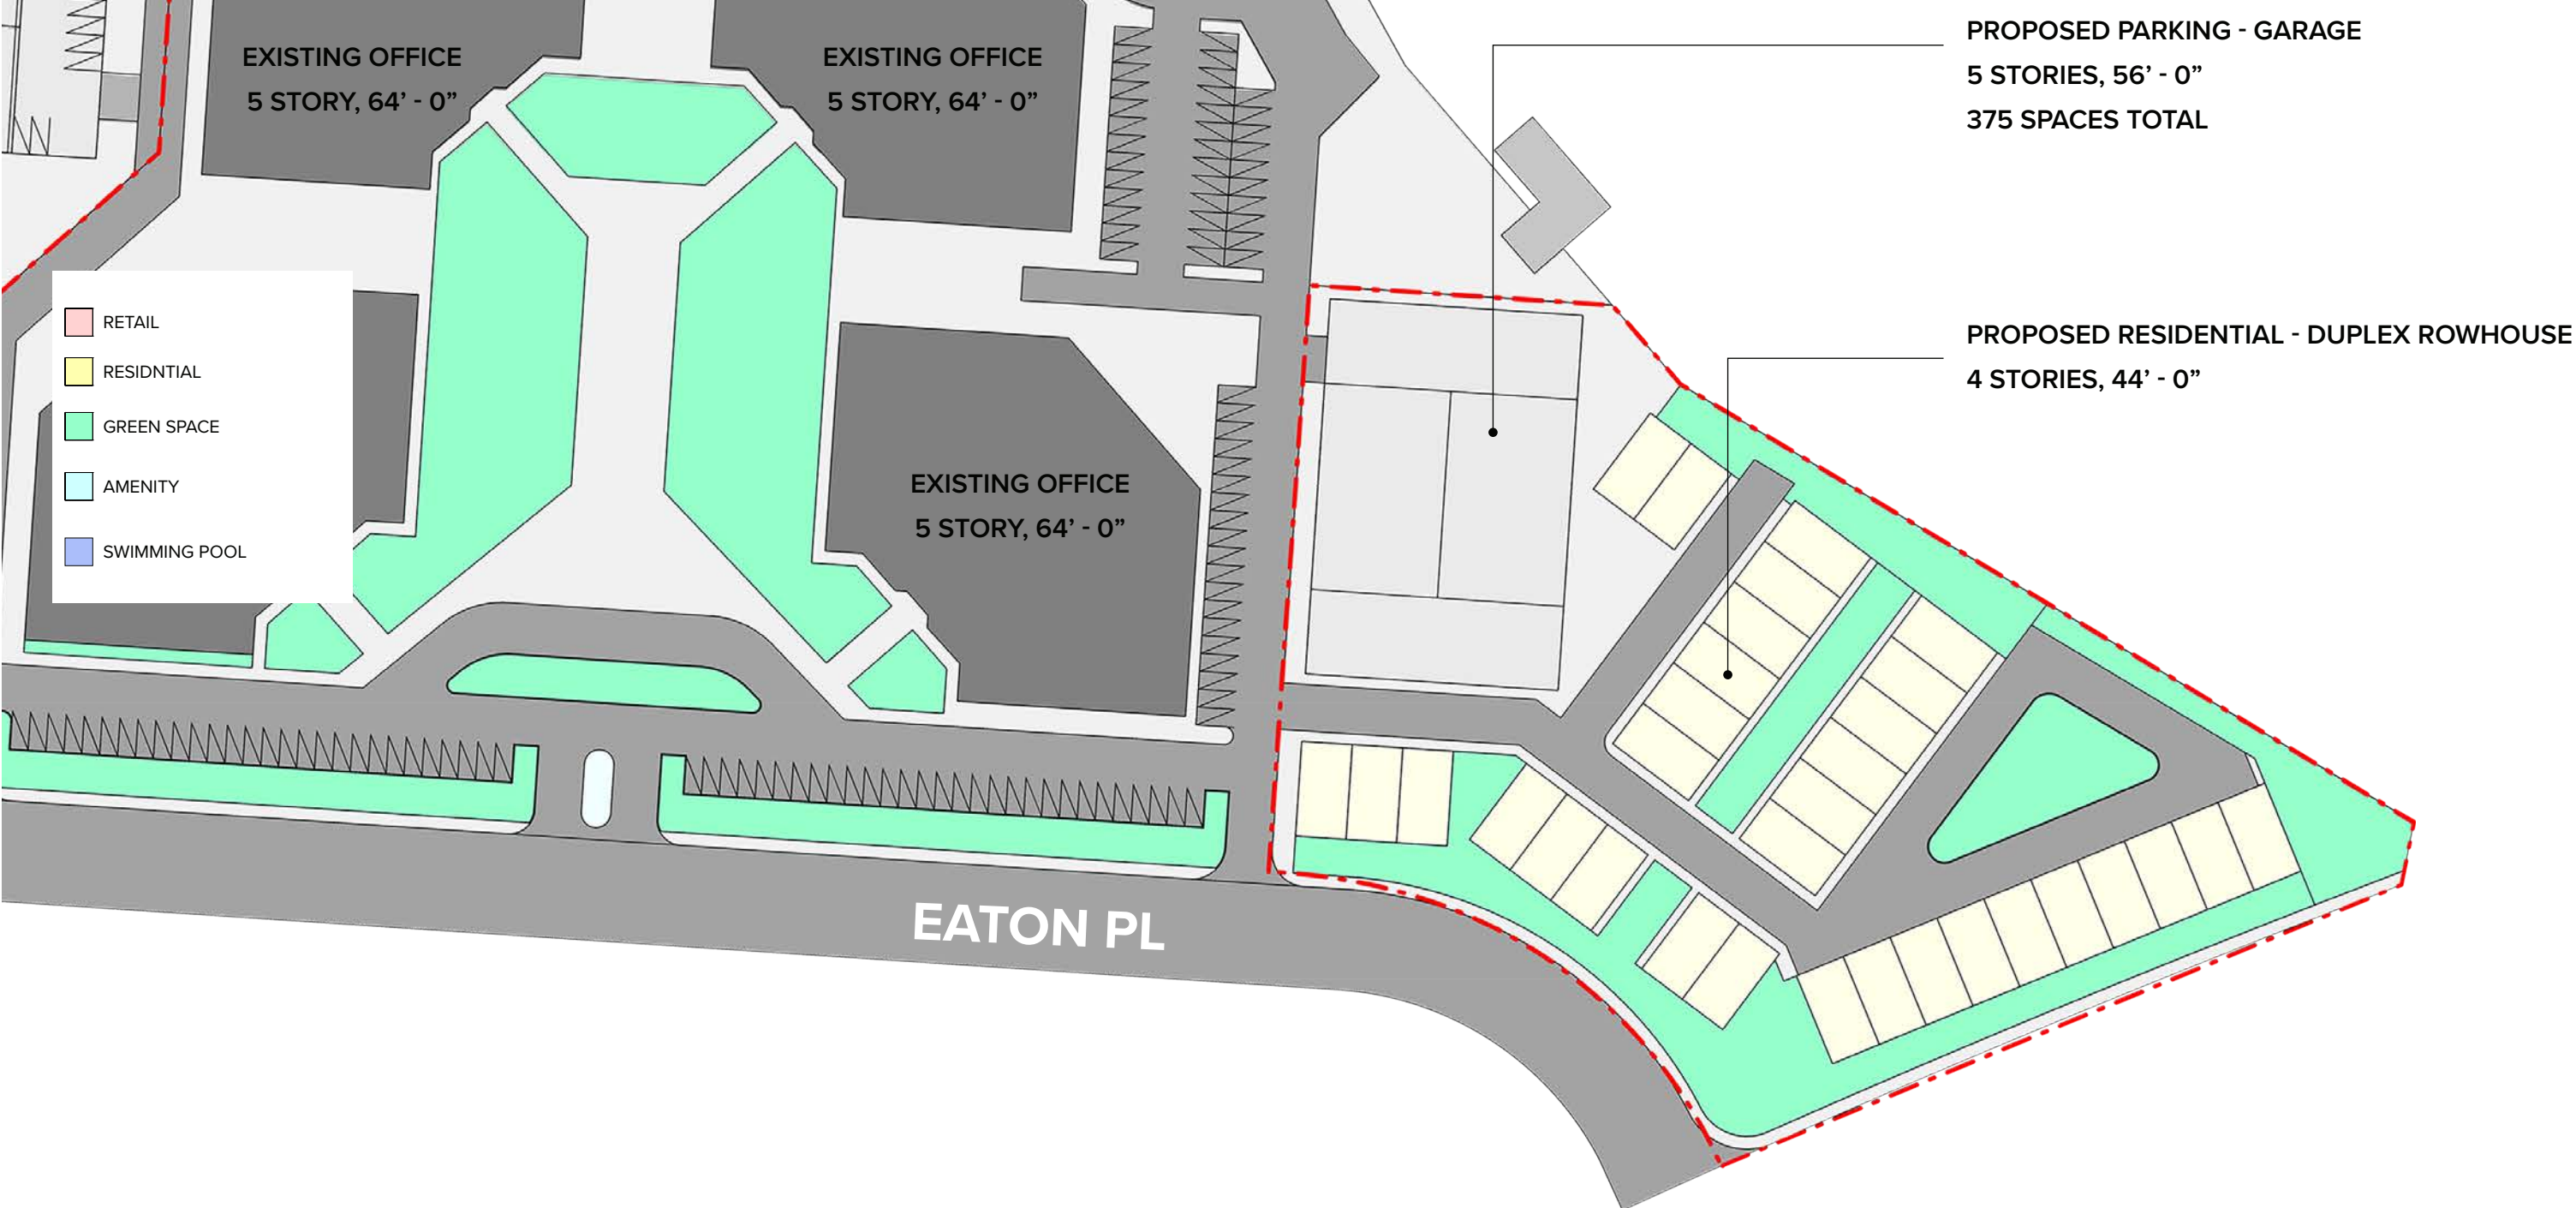 EXISTING OFFICE
5 STORY, 64’ - 0”
EXISTING OFFICE
5 STORY, 64’ - 0”
PROPOSED PARKING - GARAGE
5 STORIES, 56’ - 0”
375 SPACES TOTAL
RETAIL
RESIDNTIAL
GREEN SPACE
AMENITY
SWIMMING POOL
PROPOSED RESIDENTIAL - DUPLEX ROWHOUSE
4 STORIES, 44’ - 0”
EXISTING OFFICE
5 STORY, 64’ - 0”
EATON PL